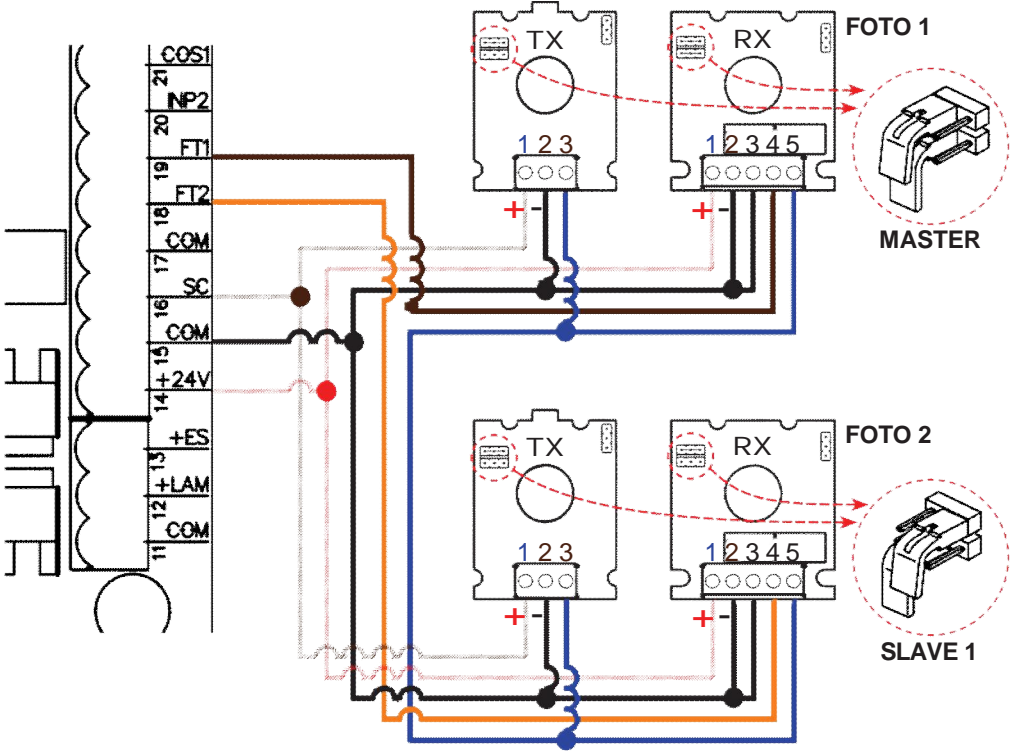 COS1
21
INP2
20
FT1
19
FT2
18
COM
17
SC
16
COM
15
+24V
14
+ES
13
+LAM
12
COM
11
TX
1 2 3
+ -
RX
1 2 3 4 5
+ -
FOTO 1
MASTER
TX
1 2 3
+ -
RX
1 2 3 4 5
+ -
FOTO 2
SLAVE 1